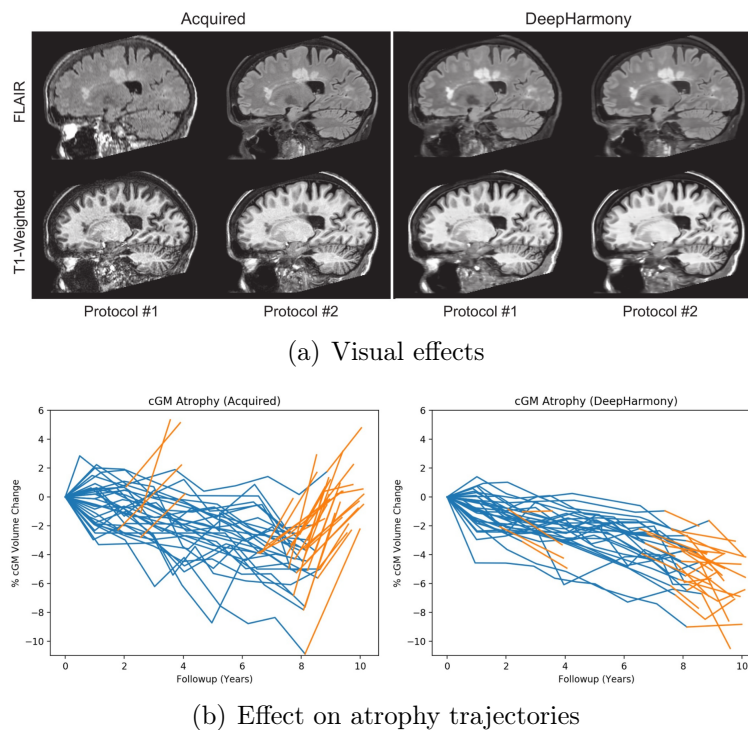 Acquired DeepHarmony
FLAIR
T1-Weighted
Protocol #1 Protocol #2 Protocol #1 Protocol #2
(a) Visual effects
cGM Atrophy (Acquired)
% cGM Volume Change
6
4
2
0
−2
−4
−6
−8
−10
0 2 4 6 8 10
Followup (Years)
cGM Atrophy (DeepHarmony)
% cGM Volume Change
6
4
2
0
−2
−4
−6
−8
−10
0 2 4 6 8 10
Followup (Years)
(b) Effect on atrophy trajectories